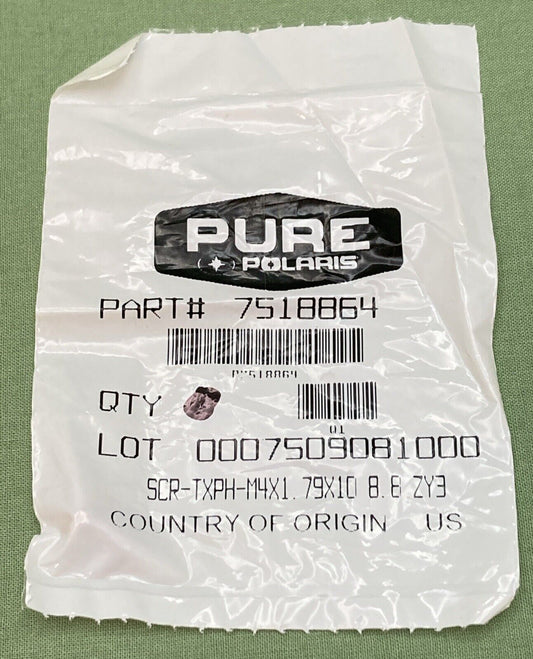 PURE
POLARIS
PART# 7518864
P7518864
QTY
01
LOT 0007509081000
SCR-TXPH-M4X1.79X10 8.8 ZY3
COUNTRY OF ORIGIN US